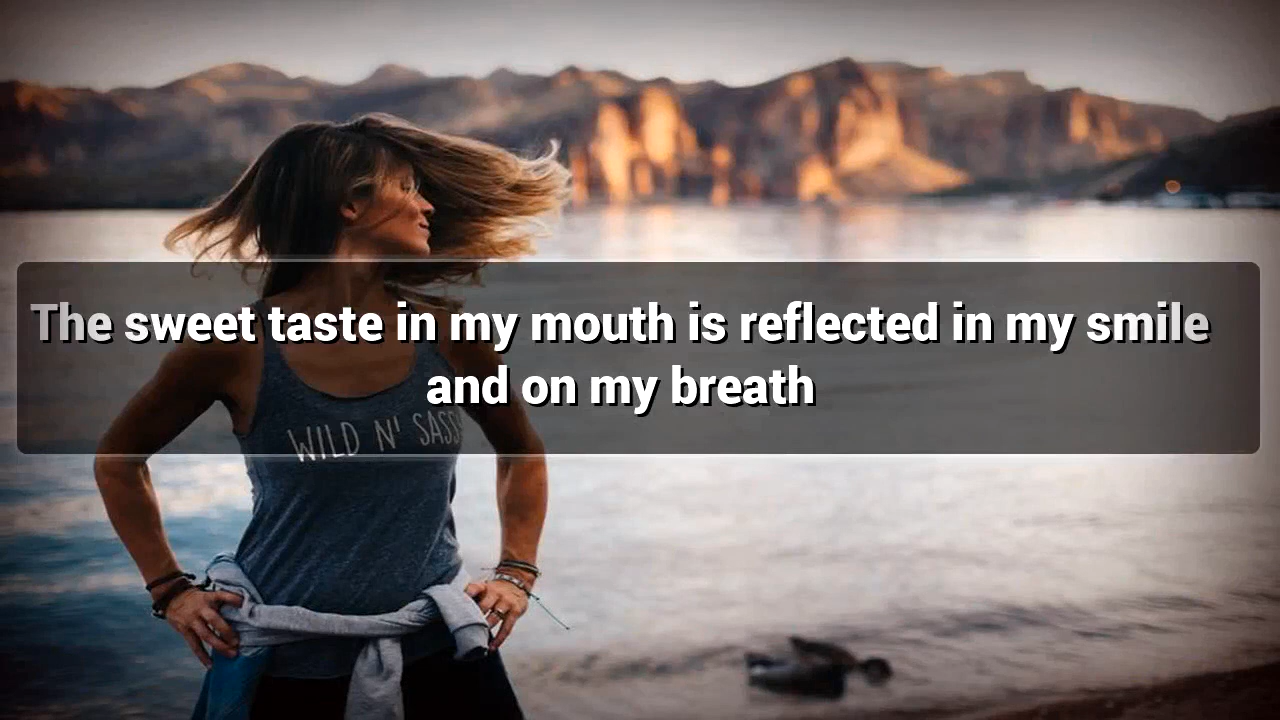 The sweet taste in my mouth is reflected in my smile
and on my breath
WILD N' SASS